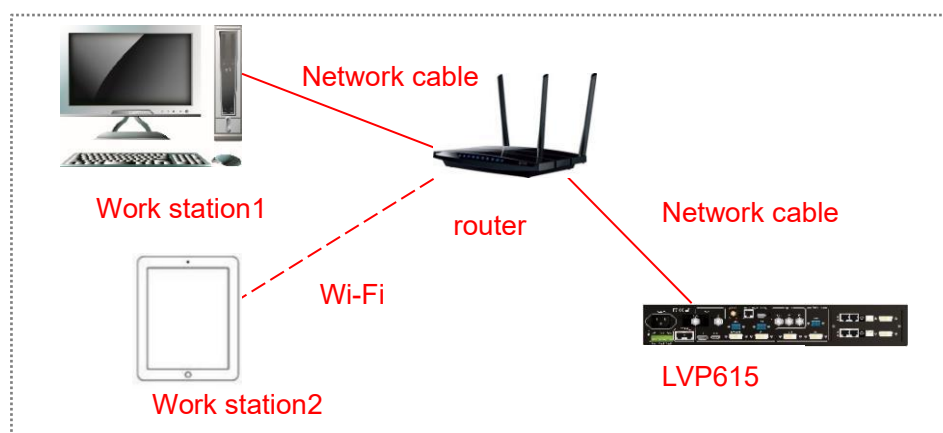 Network cable
Work station1
router
Network cable
Wi-Fi
LVP615
Work station2